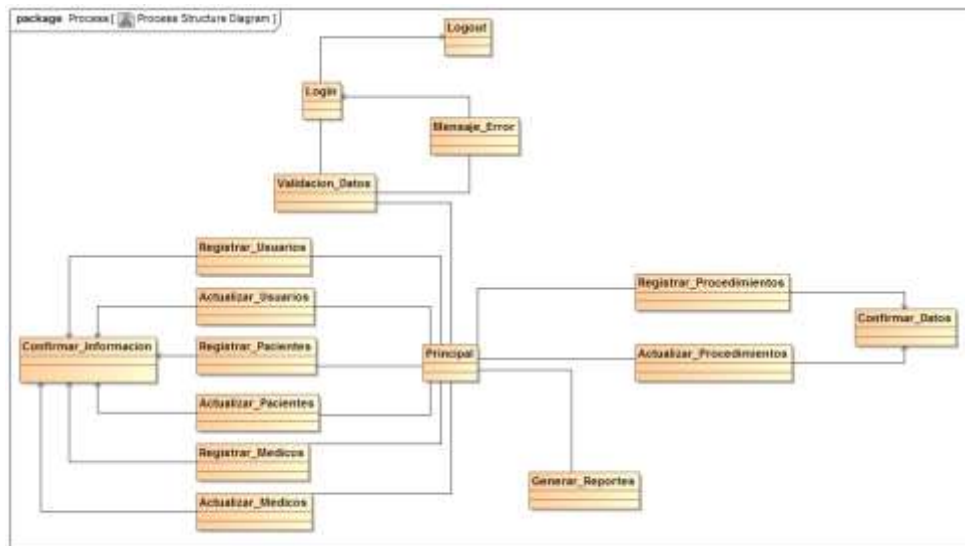 package Process [ Process Structure Diagram ]
Logout
Login
Mensaje_Error
Validacion_Datos
Registrar_Usuarios
Registrar_Procedimientos
Actualizar_Usuarios
Confirmar_Datos
Confirmar_Informacion
Registrar_Pacientes
Principal
Actualizar_Procedimientos
Actualizar_Pacientes
Registrar_Medicos
Generar_Reportes
Actualizar_Medicos